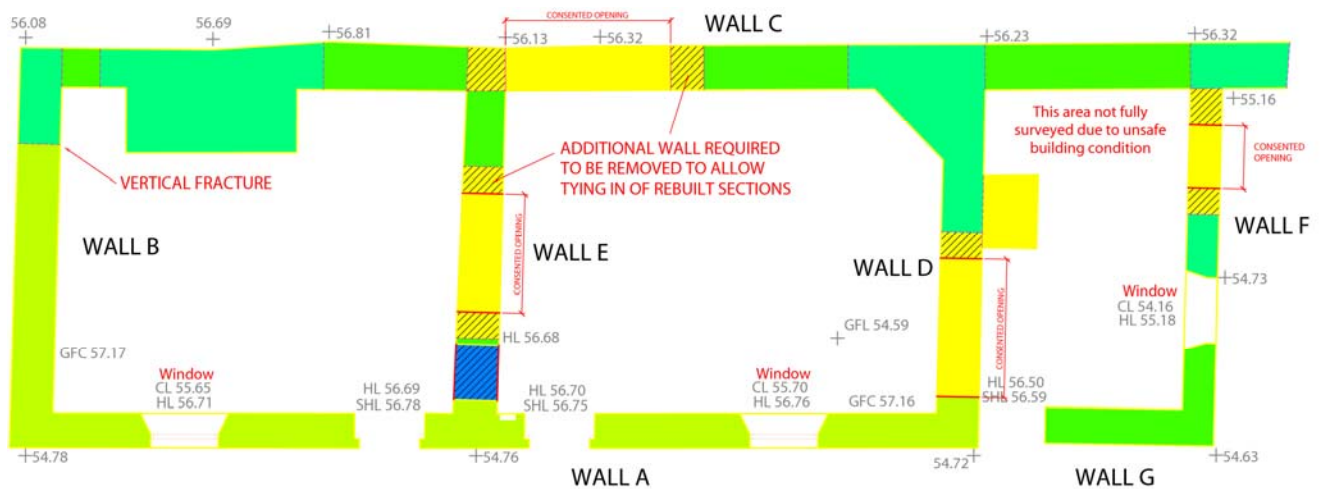 CONSENTED OPENING
WALL C
56.08
56.69
56.81
56.13
56.32
56.23
56.32
55.16
This area not fully
surveyed due to unsafe
building condition
CONSENTED
OPENING
ADDITIONAL WALL REQUIRED
TO BE REMOVED TO ALLOW
TYING IN OF REBUILT SECTIONS
VERTICAL FRACTURE
WALL B
WALL E
CONSENTED OPENING
WALL D
CONSENTED OPENING
WALL F
54.73
Window
CL 54.16
HL 55.18
GFL 54.59
HL 56.68
GFC 57.17
Window
CL 55.65
HL 56.71
HL 56.69
SHL 56.78
HL 56.70
SHL 56.75
Window
CL 55.70
HL 56.76
GFC 57.16
HL 56.50
SHL 56.59
54.78
54.76
WALL A
54.72
WALL G
54.63